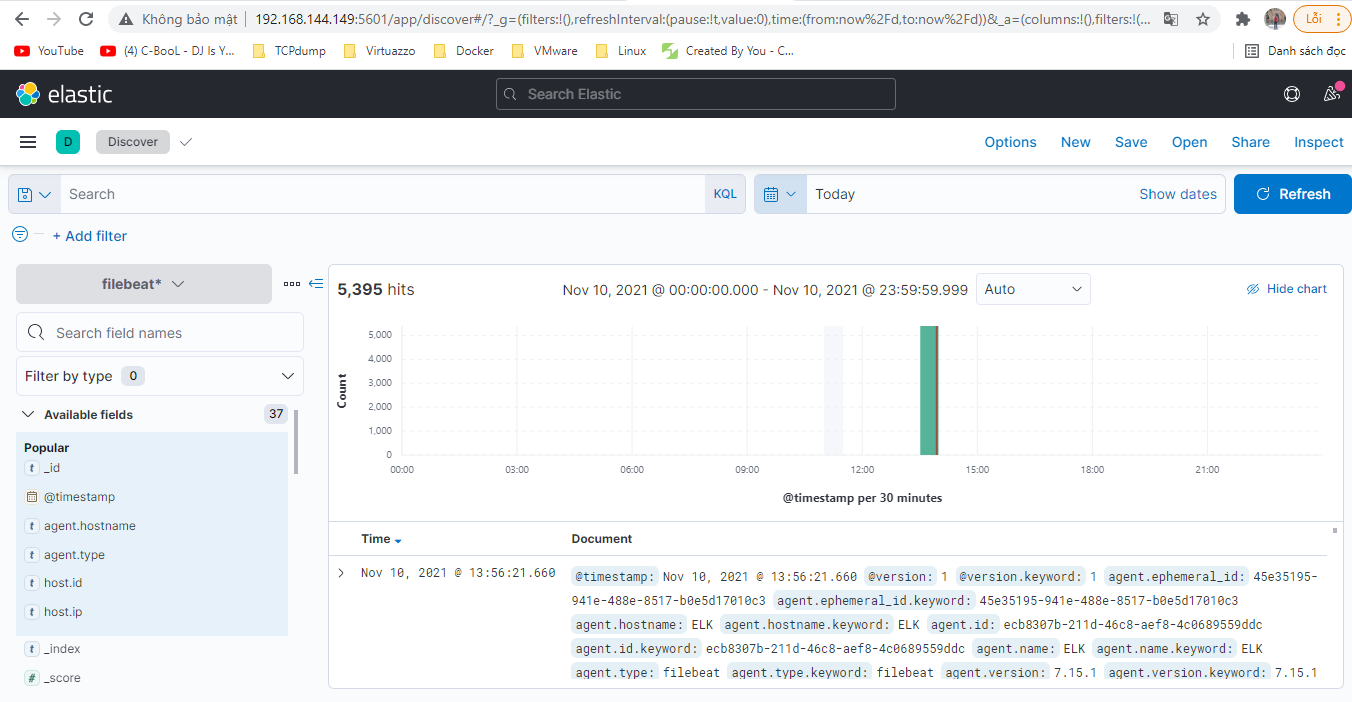 Không bảo mật 192.168.144.149:5601/app/discover#/?_g=(filters:!(),refreshInterval:(pause:!t,value:0),time:(from:now%2Fd,to:now%2Fd))&_a=(columns:!(),filters:!(... Lỗi
YouTube (4) C-BooL - DJ Is Y... TCPdump Virtuazzo Docker VMware Linux Created By You - C... Danh sách đọc
elastic Search Elastic
D Discover Options New Save Open Share Inspect
Search KQL Today Show dates Refresh
+ Add filter
filebeat* 5,395 hits Nov 10, 2021 @ 00:00:00.000 - Nov 10, 2021 @ 23:59:59.999 Auto Hide chart
Search field names
Filter by type 0
Available fields 37
Popular
t _id
@timestamp
t agent.hostname
t agent.type
t host.id
t host.ip
t _index
# _score
Count
5,000
4,000
3,000
2,000
1,000
0
00:00 03:00 06:00 09:00 12:00 15:00 18:00 21:00
@timestamp per 30 minutes
Time Document
Nov 10, 2021 @ 13:56:21.660 @timestamp: Nov 10, 2021 @ 13:56:21.660 @version: 1 @version.keyword: 1 agent.ephemeral_id: 45e35195-
941e-488e-8517-b0e5d17010c3 agent.ephemeral_id.keyword: 45e35195-941e-488e-8517-b0e5d17010c3
agent.hostname: ELK agent.hostname.keyword: ELK agent.id: ecb8307b-211d-46c8-aef8-4c0689559ddc
agent.id.keyword: ecb8307b-211d-46c8-aef8-4c0689559ddc agent.name: ELK agent.name.keyword: ELK
agent.type: filebeat agent.type.keyword: filebeat agent.version: 7.15.1 agent.version.keyword: 7.15.1